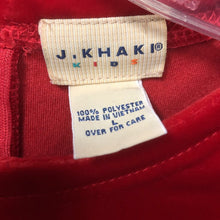 J.KHAKI®
KIDS
100% POLYESTER
MADE IN VIETNAM
L
OVER FOR CARE